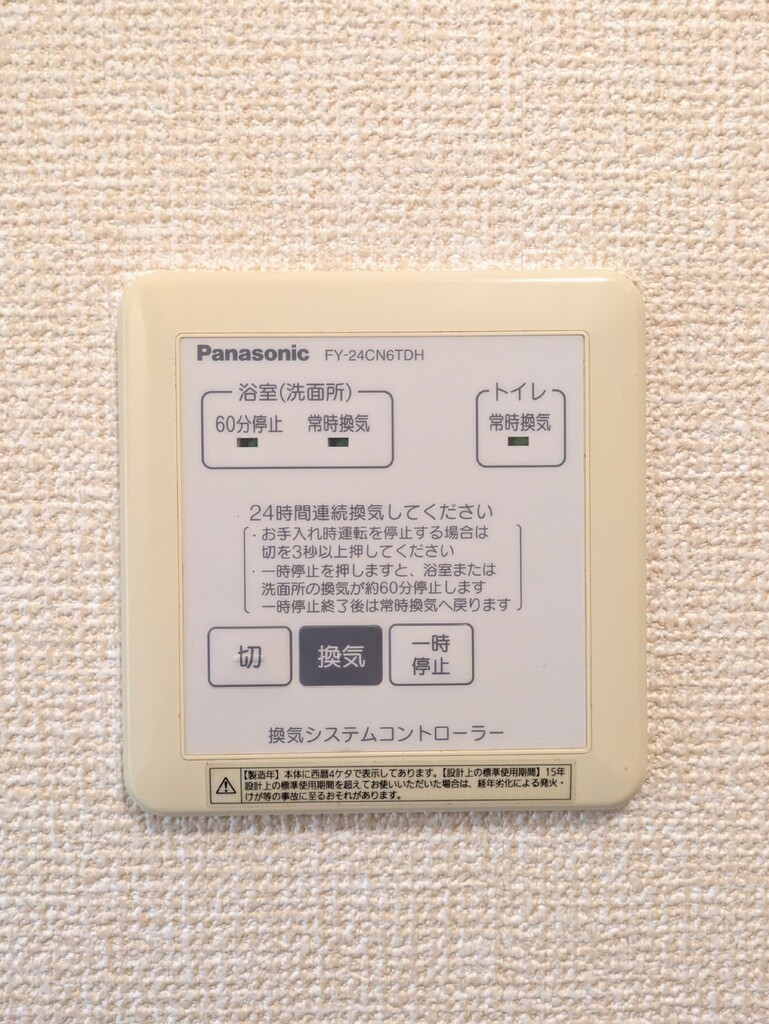 Panasonic FY-24CN6TDH
浴室(洗面所) トイレ
60分停止 常時換気 常時換気
24時間連続換気してください
・お手入れ時運転を停止する場合は
切を3秒以上押してください
・一時停止を押しますと、浴室または
洗面所の換気が約60分停止します
一時停止終了後は常時換気へ戻ります
切 換気 一時
停止
換気システムコントローラー
【製造年】本体に西暦4ケタで表示してあります。【設計上の標準使用期間】15年
設計上の標準使用期間を超えてお使いいただいた場合は、経年劣化による発火・
けが等の事故に至るおそれがあります。